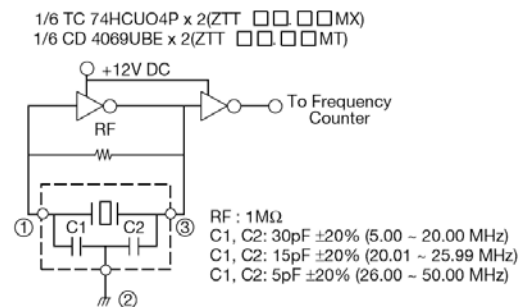 1/6 TC 74HCUO4P x 2(ZTT □□.□□MX)
1/6 CD 4069UBE x 2(ZTT □□.□□MT)
+12V DC
To Frequency
Counter
RF
① C1 C2 ③
②
RF : 1MΩ
C1, C2: 30pF ±20% (5.00 ~ 20.00 MHz)
C1, C2: 15pF ±20% (20.01 ~ 25.99 MHz)
C1, C2: 5pF ±20% (26.00 ~ 50.00 MHz)